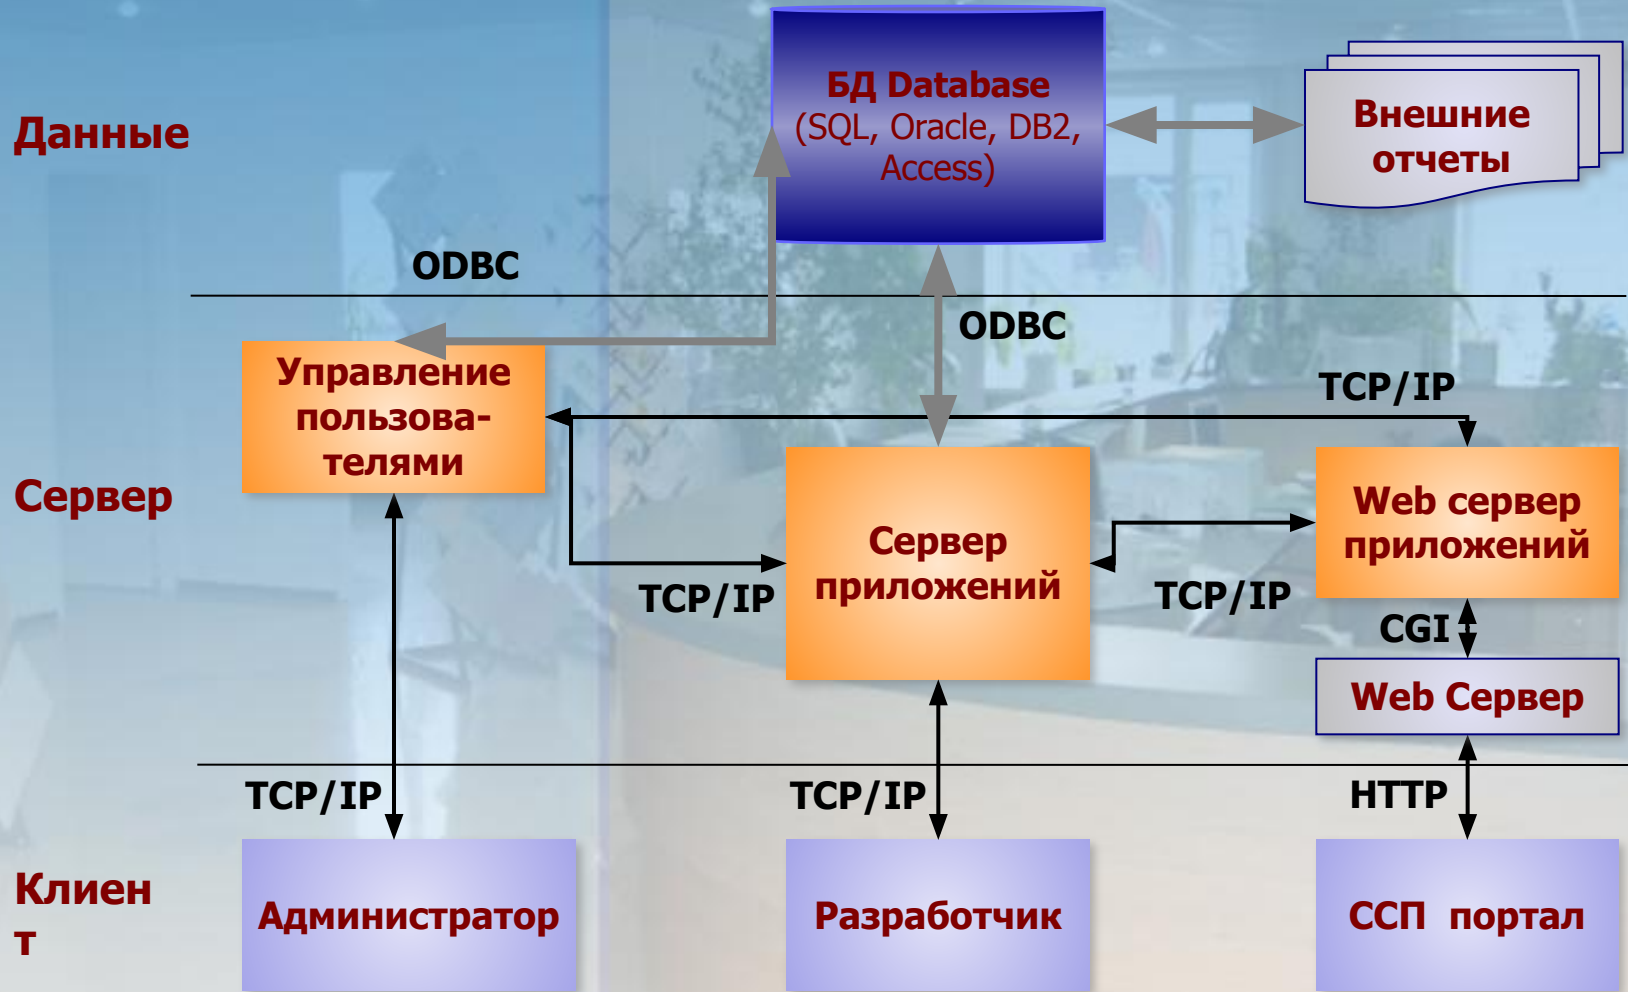 БД Database
(SQL, Oracle, DB2,
Access)
Внешние
отчеты
Данные
ODBC
ODBC
Управление
пользова-
телями
TCP/IP
Сервер
Сервер
приложений
Web сервер
приложений
TCP/IP
TCP/IP
CGI
Web Сервер
TCP/IP
TCP/IP
HTTP
Клиен
т
Администратор
Разработчик
ССП портал